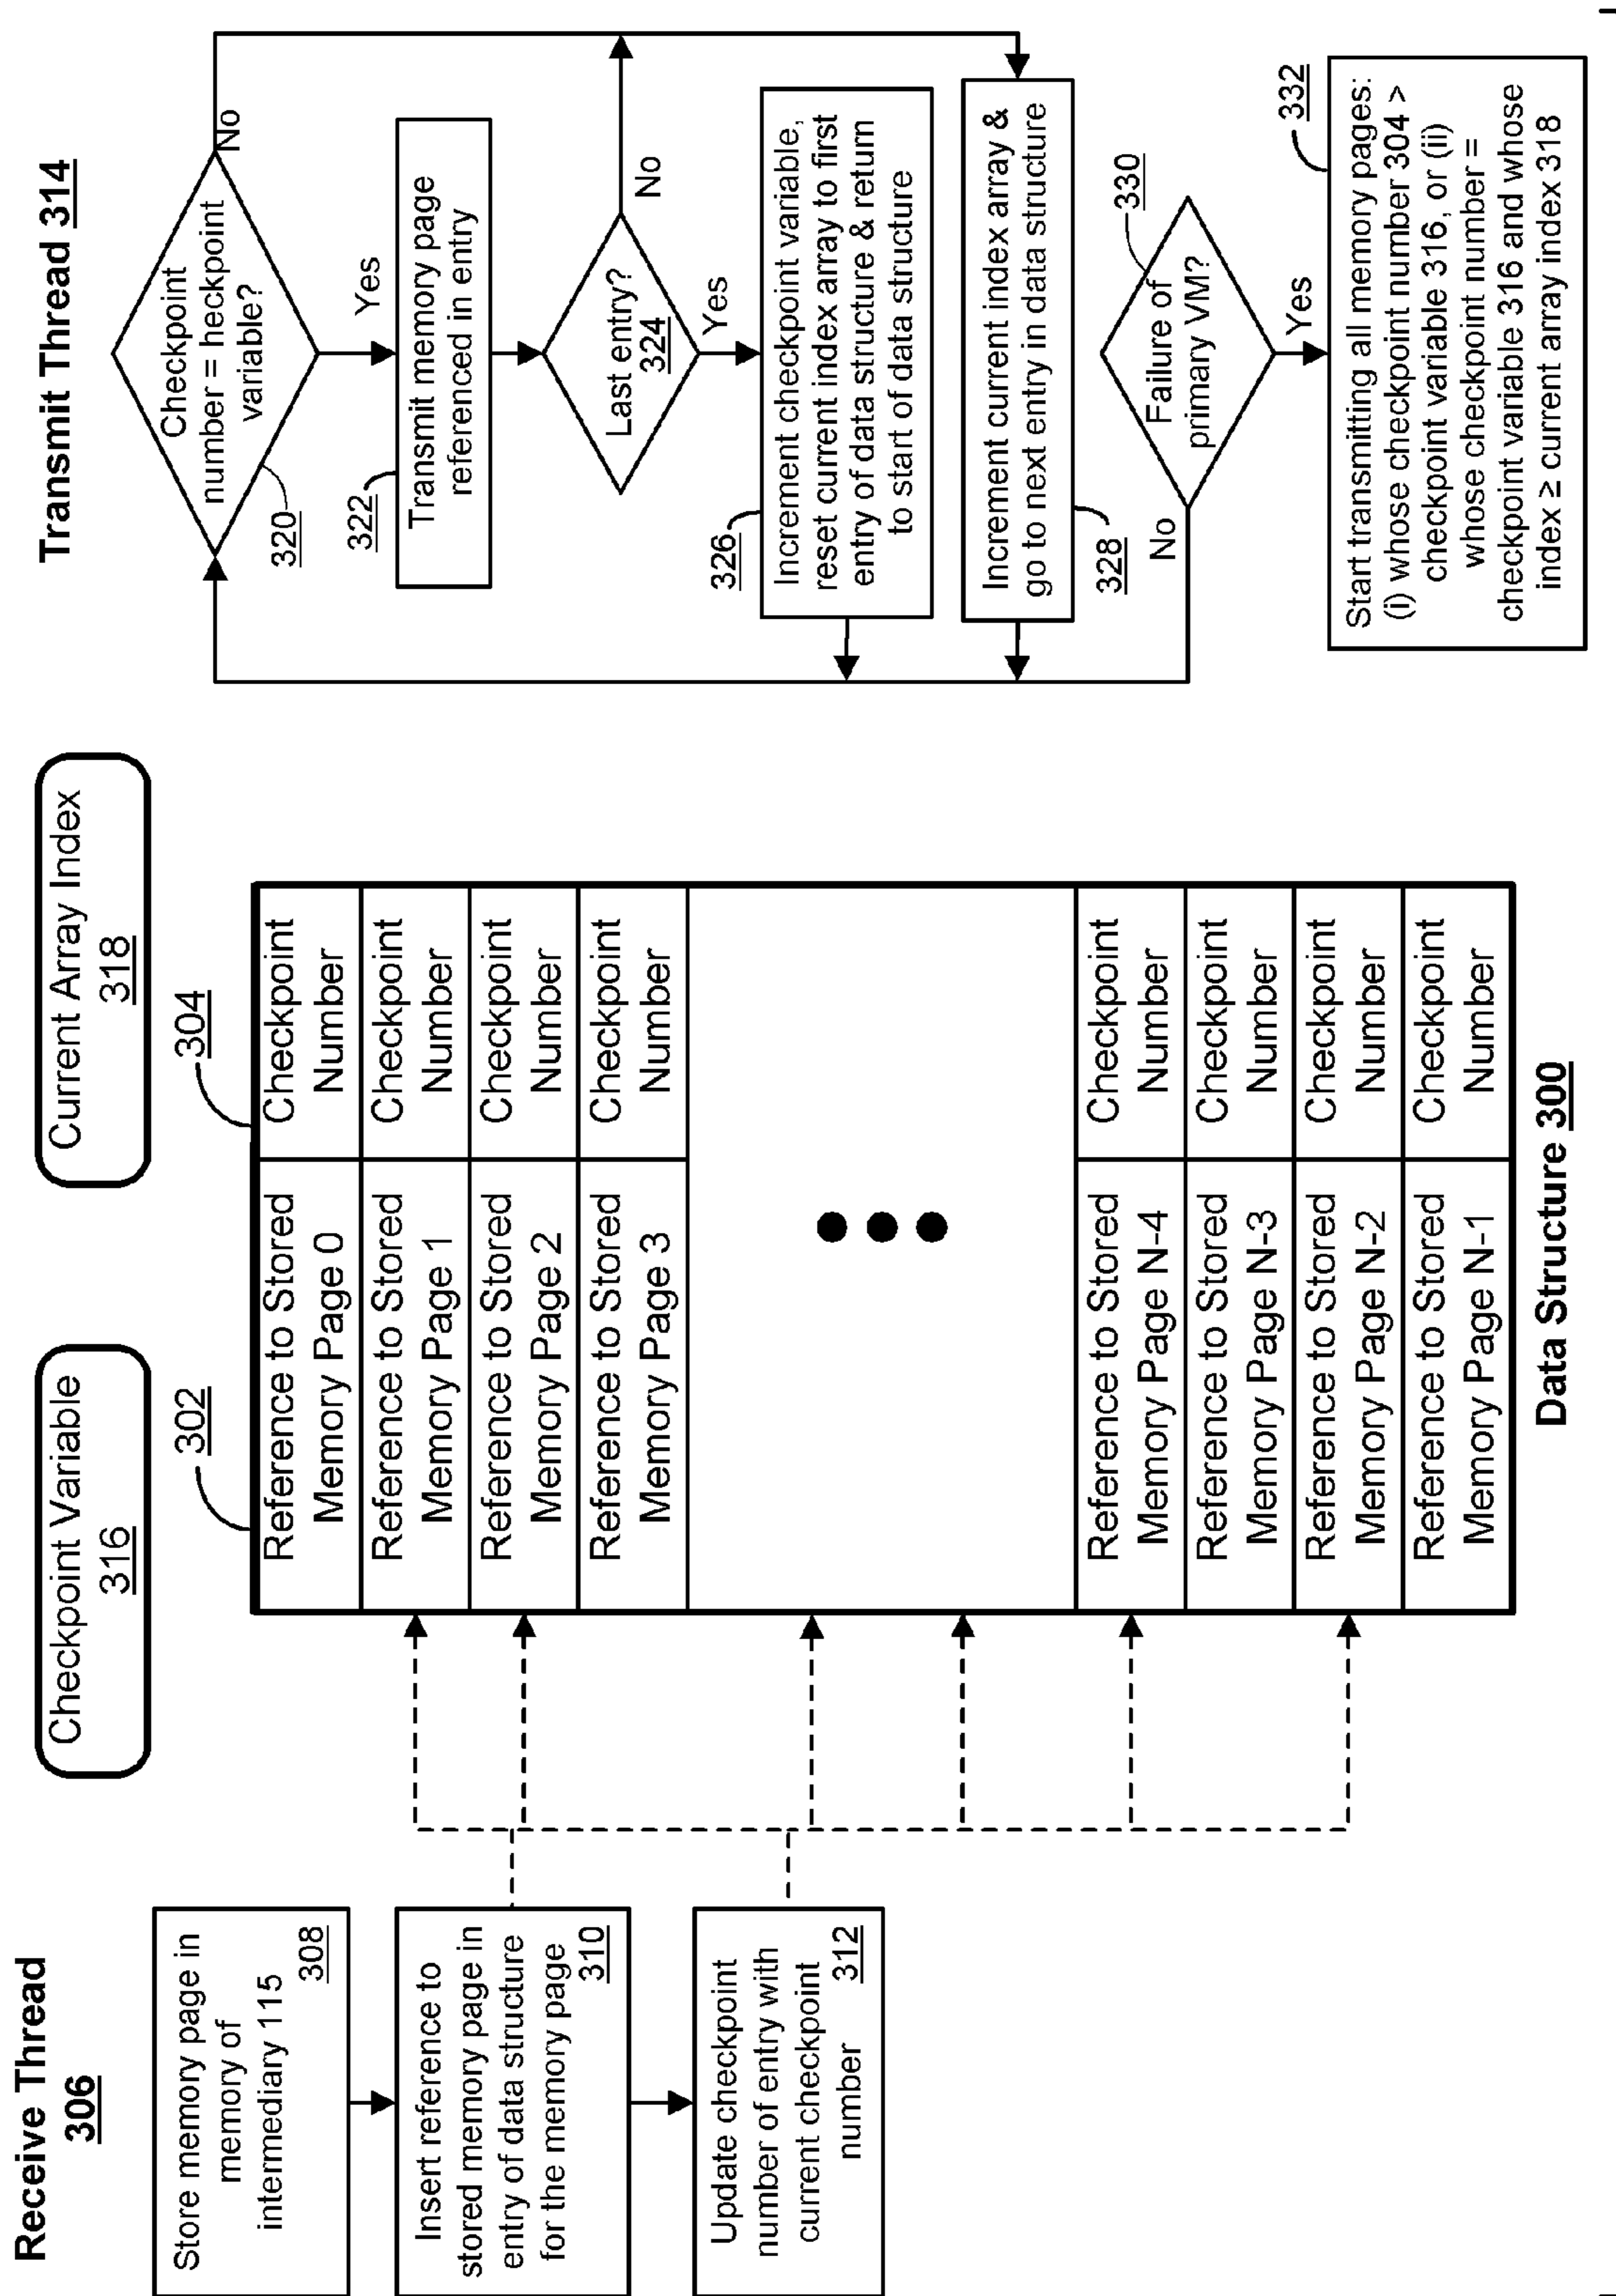 Receive Thread
306
Store memory page in
memory of
intermediary 115
308
Insert reference to
stored memory page in
entry of data structure
for the memory page
310
Update checkpoint
number of entry with
current checkpoint
number
312
Checkpoint Variable
316
Current Array Index
318
302
304
Reference to Stored
Memory Page 0
Checkpoint
Number
Reference to Stored
Memory Page 1
Checkpoint
Number
Reference to Stored
Memory Page 2
Checkpoint
Number
Reference to Stored
Memory Page 3
Checkpoint
Number
Reference to Stored
Memory Page N-4
Checkpoint
Number
Reference to Stored
Memory Page N-3
Checkpoint
Number
Reference to Stored
Memory Page N-2
Checkpoint
Number
Reference to Stored
Memory Page N-1
Checkpoint
Number
Data Structure 300
Transmit Thread 314
Checkpoint
number = heckpoint
variable?
320
No
Yes
322
Transmit memory page
referenced in entry
Last entry?
324
No
Yes
326
Increment checkpoint variable,
reset current index array to first
entry of data structure & return
to start of data structure
Increment current index array &
go to next entry in data structure
328
Failure of
primary VM?
330
No
Yes
332
Start transmitting all memory pages:
(i) whose checkpoint number 304 >
checkpoint variable 316, or (ii)
whose checkpoint number =
checkpoint variable 316 and whose
index ≥ current array index 318